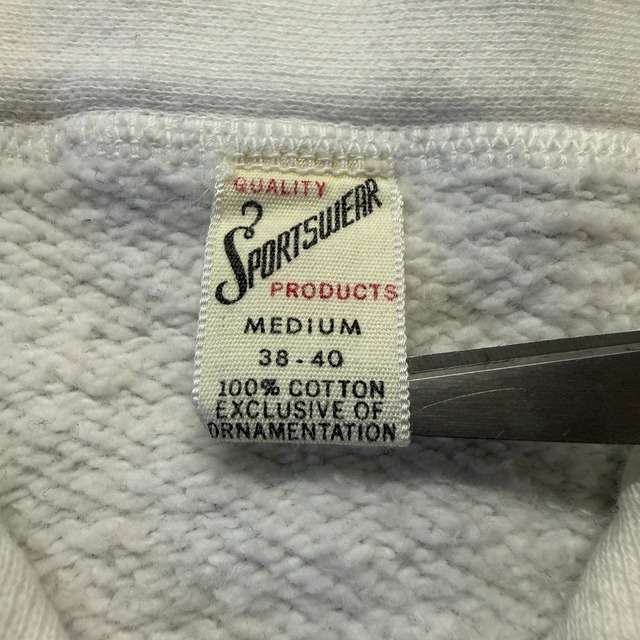 QUALITY
SPORTSWEAR
PRODUCTS
MEDIUM
38-40
100% COTTON
EXCLUSIVE OF
ORNAMENTATION